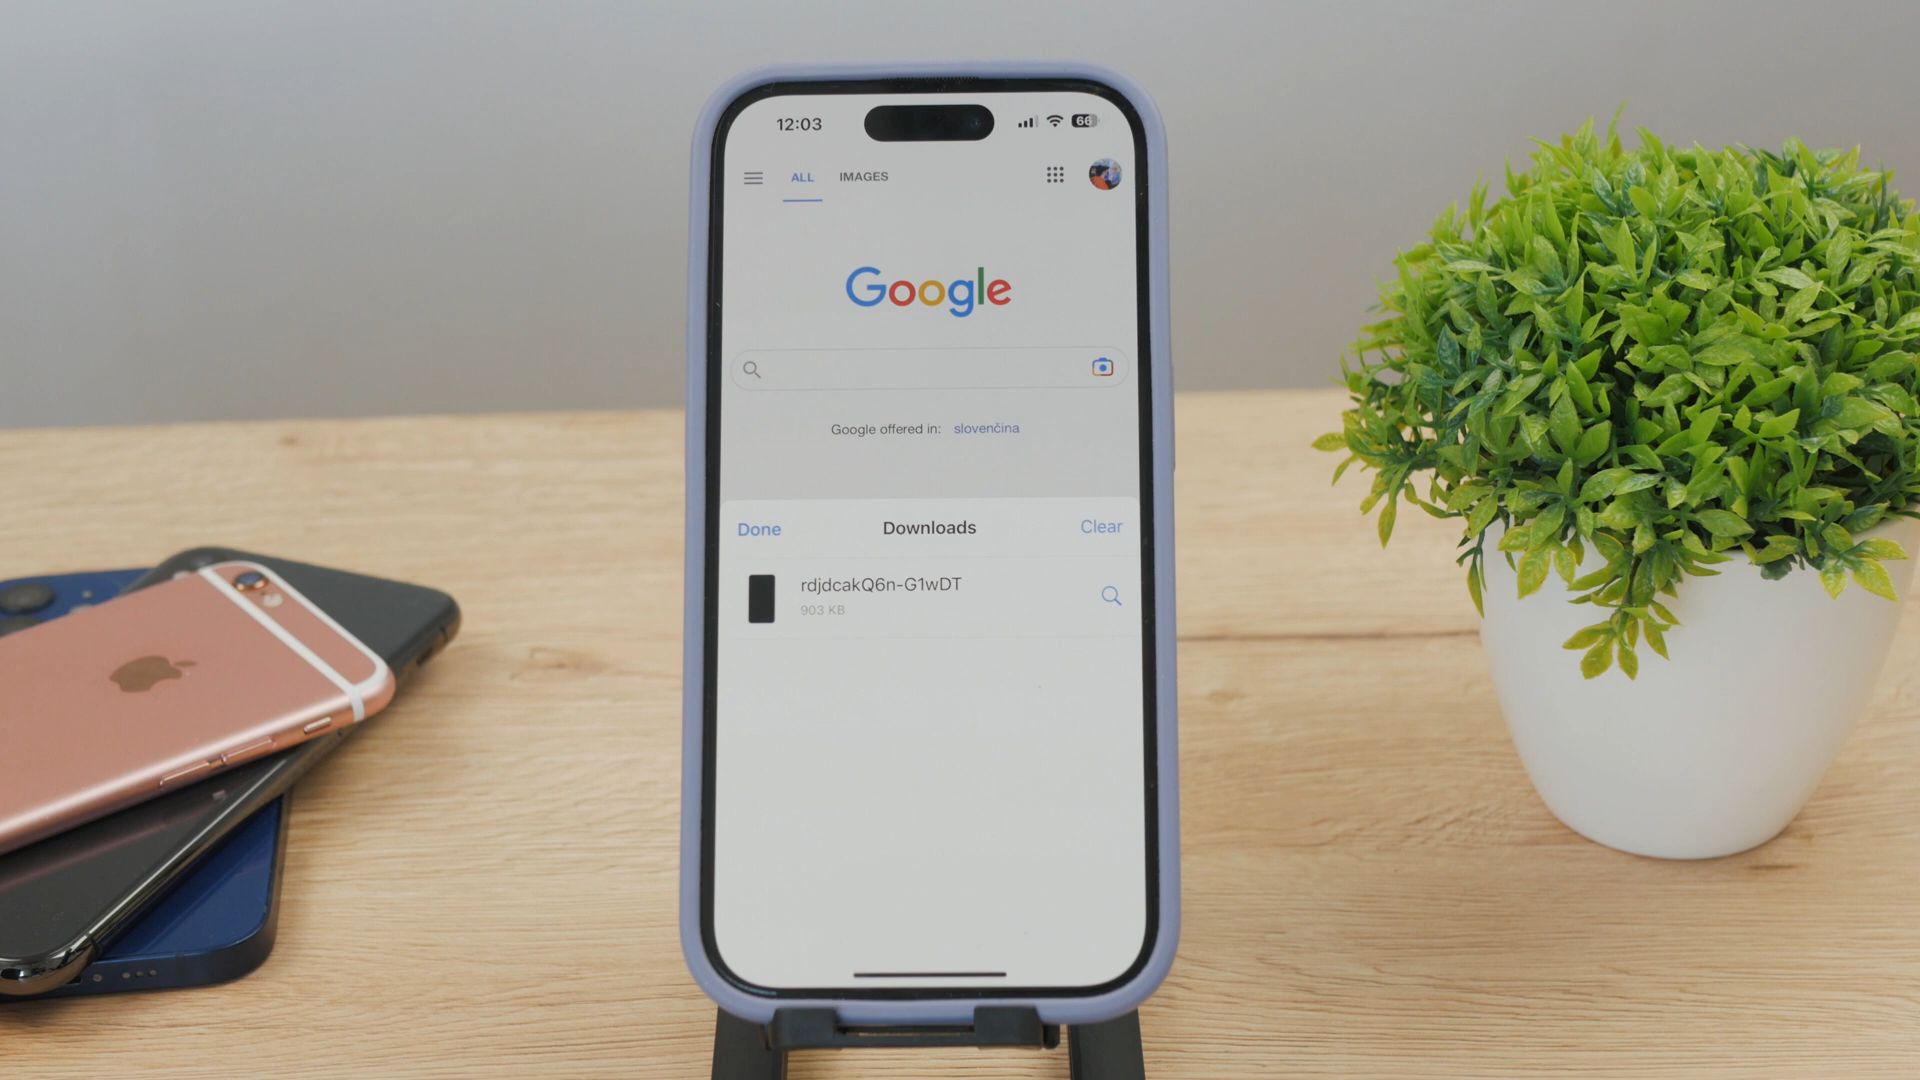 12:03
66
ALL IMAGES
Google
Google offered in: slovenčina
Done Downloads Clear
rdjdcakQ6n-G1wDT
903 KB